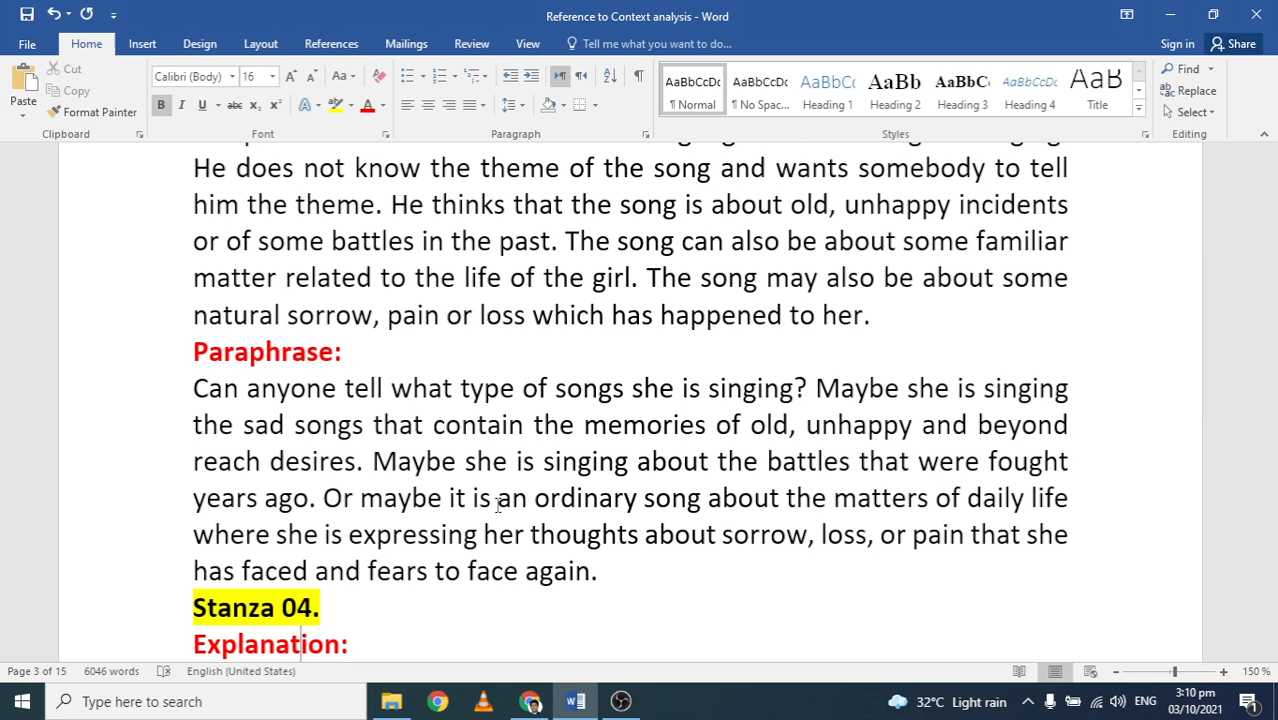 Reference to Context analysis - Word
File Home Insert Design Layout References Mailings Review View Tell me what you want to do... Sign in Share
Paste Cut Copy Format Painter
Calibri (Body) 16
Clipboard Font Paragraph Styles Editing
AaBbCcDc ¶ Normal
AaBbCcDc ¶ No Spac...
AaBbC Heading 1
AaBb Heading 2
AaBbC Heading 3
AaBbCcDc Heading 4
AaB Title
Find
Replace
Select
He does not know the theme of the song and wants somebody to tell
him the theme. He thinks that the song is about old, unhappy incidents
or of some battles in the past. The song can also be about some familiar
matter related to the life of the girl. The song may also be about some
natural sorrow, pain or loss which has happened to her.
Paraphrase:
Can anyone tell what type of songs she is singing? Maybe she is singing
the sad songs that contain the memories of old, unhappy and beyond
reach desires. Maybe she is singing about the battles that were fought
years ago. Or maybe it is an ordinary song about the matters of daily life
where she is expressing her thoughts about sorrow, loss, or pain that she
has faced and fears to face again.
Stanza 04.
Explanation:
Page 3 of 15 6046 words English (United States) 150 %
Type here to search 32°C Light rain ENG 3:10 pm
03/10/2021